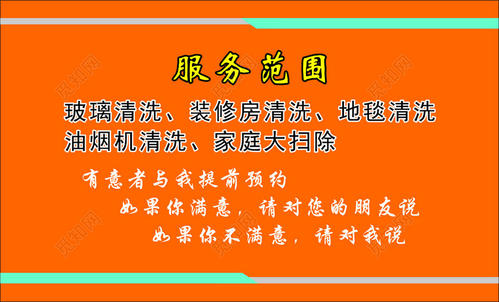 服务范围
玻璃清洗、装修房清洗、地毯清洗
油烟机清洗、家庭大扫除
有意者与我提前预约
如果你满意，请对您的朋友说
如果你不满意，请对我说